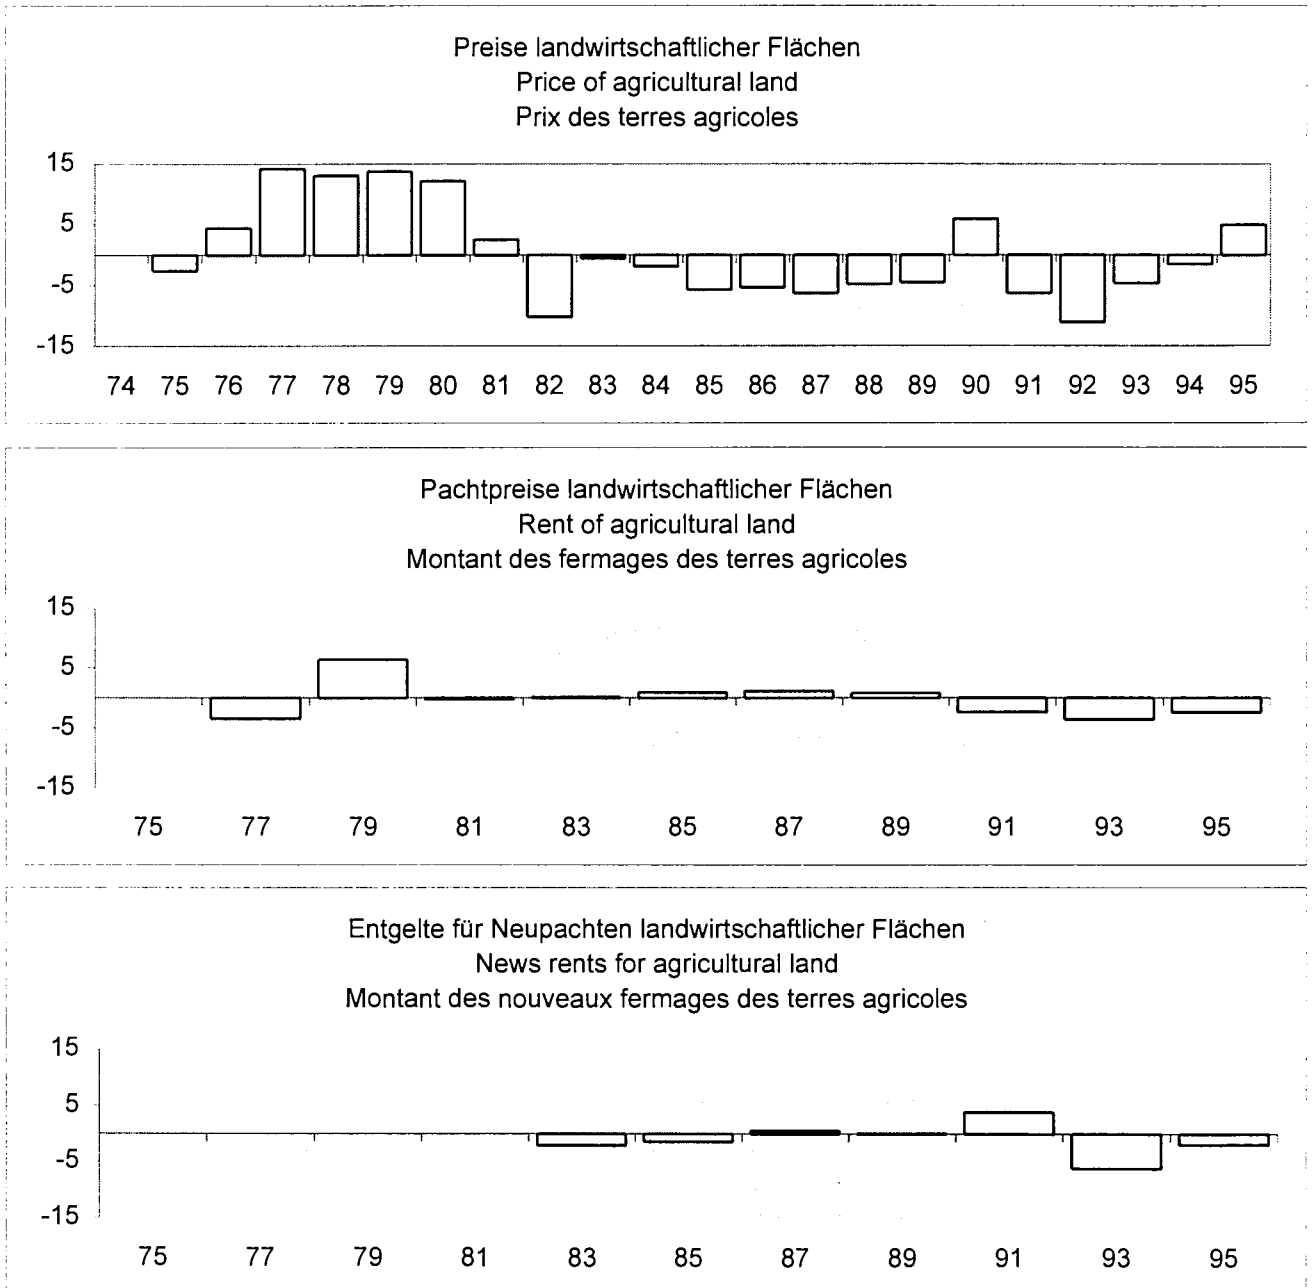 Preise landwirtschaftlicher Flächen
Price of agricultural land
Prix des terres agricoles
15
5
-5
-15
74 75 76 77 78 79 80 81 82 83 84 85 86 87 88 89 90 91 92 93 94 95
Pachtpreise landwirtschaftlicher Flächen
Rent of agricultural land
Montant des fermages des terres agricoles
15
5
-5
-15
75 77 79 81 83 85 87 89 91 93 95
Entgelte für Neupachten landwirtschaftlicher Flächen
News rents for agricultural land
Montant des nouveaux fermages des terres agricoles
15
5
-5
-15
75 77 79 81 83 85 87 89 91 93 95